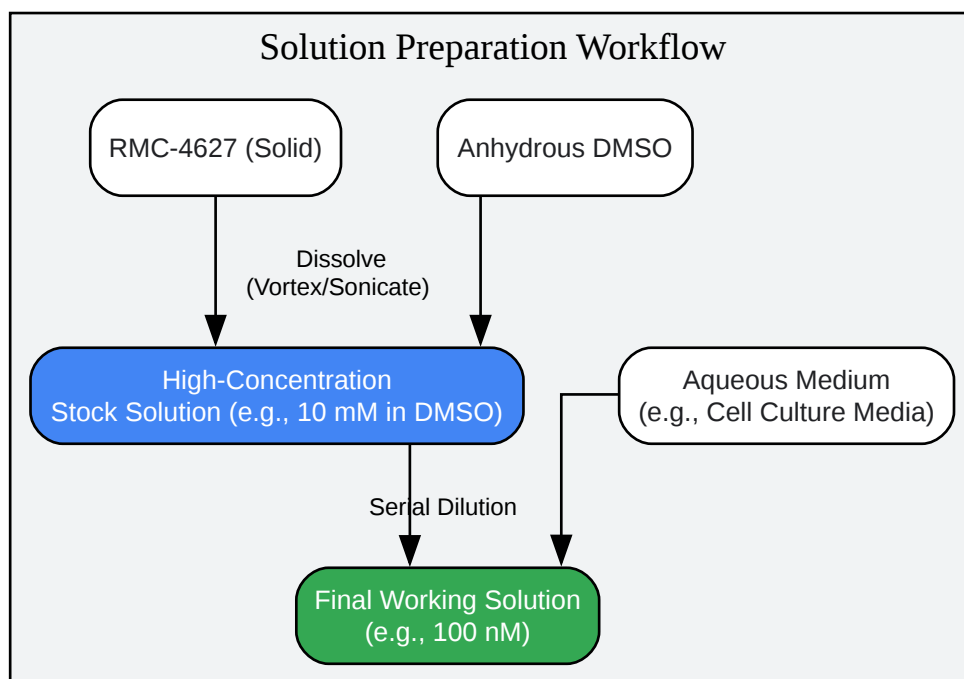 Solution Preparation Workflow
RMC-4627 (Solid)
Anhydrous DMSO
Dissolve
(Vortex/Sonicate)
High-Concentration
Stock Solution (e.g., 10 mM in DMSO)
Aqueous Medium
(e.g., Cell Culture Media)
Serial Dilution
Final Working Solution
(e.g., 100 nM)